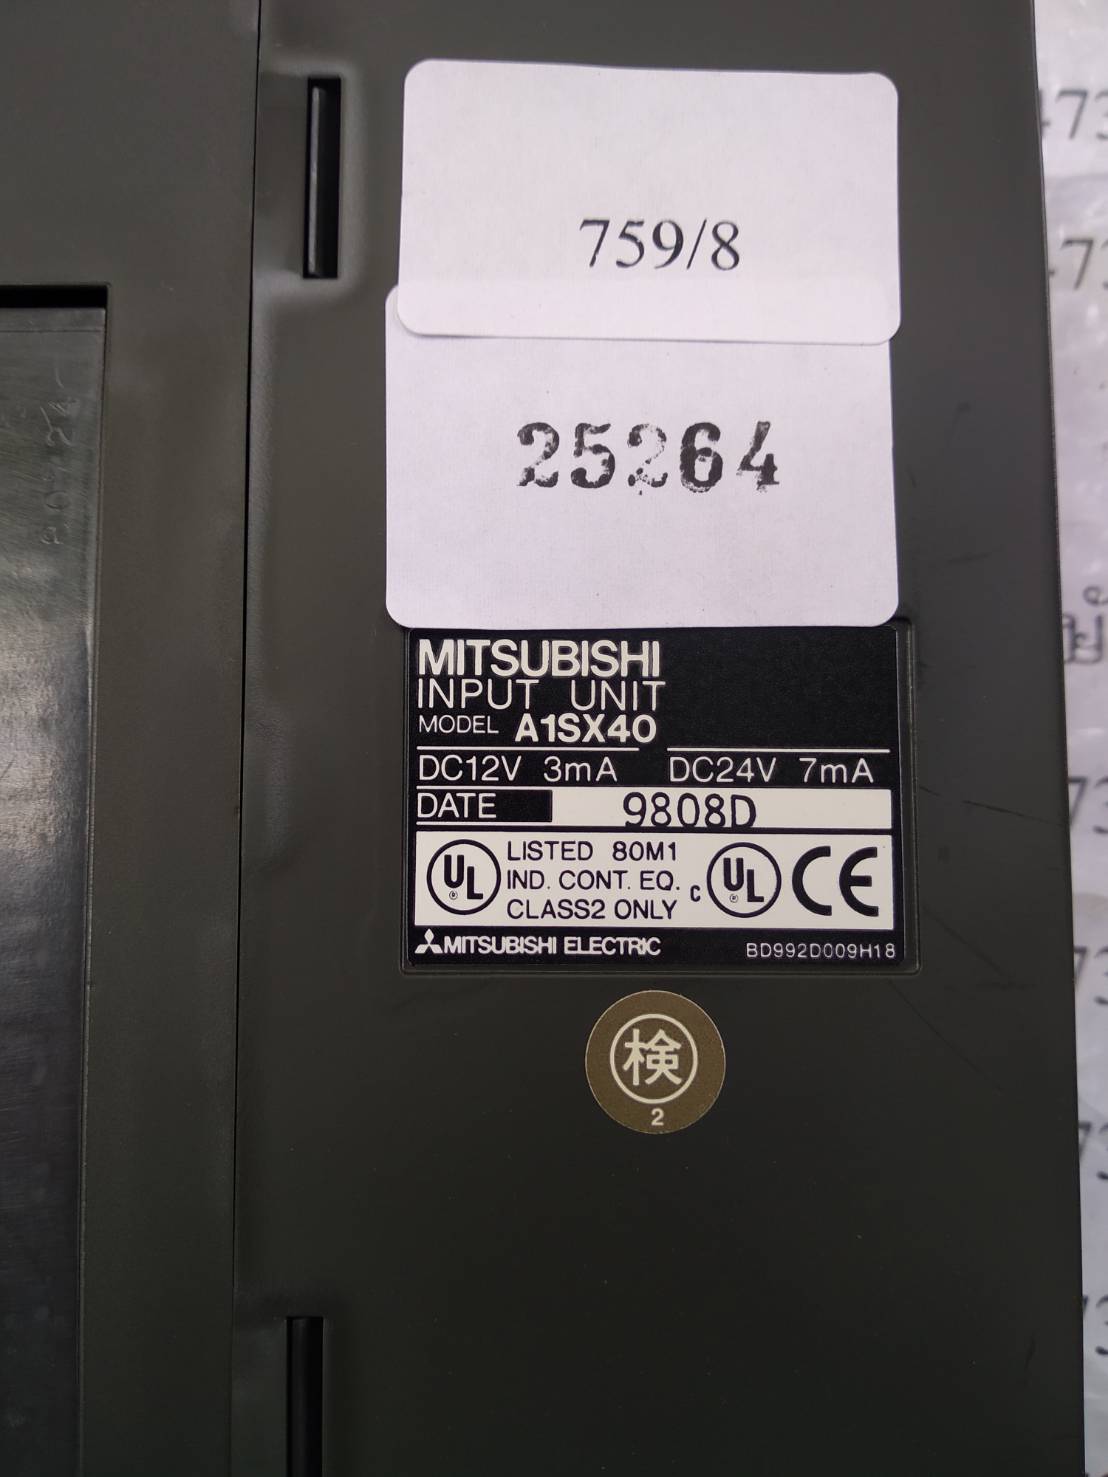 759/8
25264
MITSUBISHI
INPUT UNIT
MODEL A1SX40
DC12V 3mA DC24V 7mA
DATE 9808D
UL LISTED 80M1
IND. CONT. EQ.
CLASS2 ONLY
c UL CE
MITSUBISHI ELECTRIC BD992D009H18
検
2